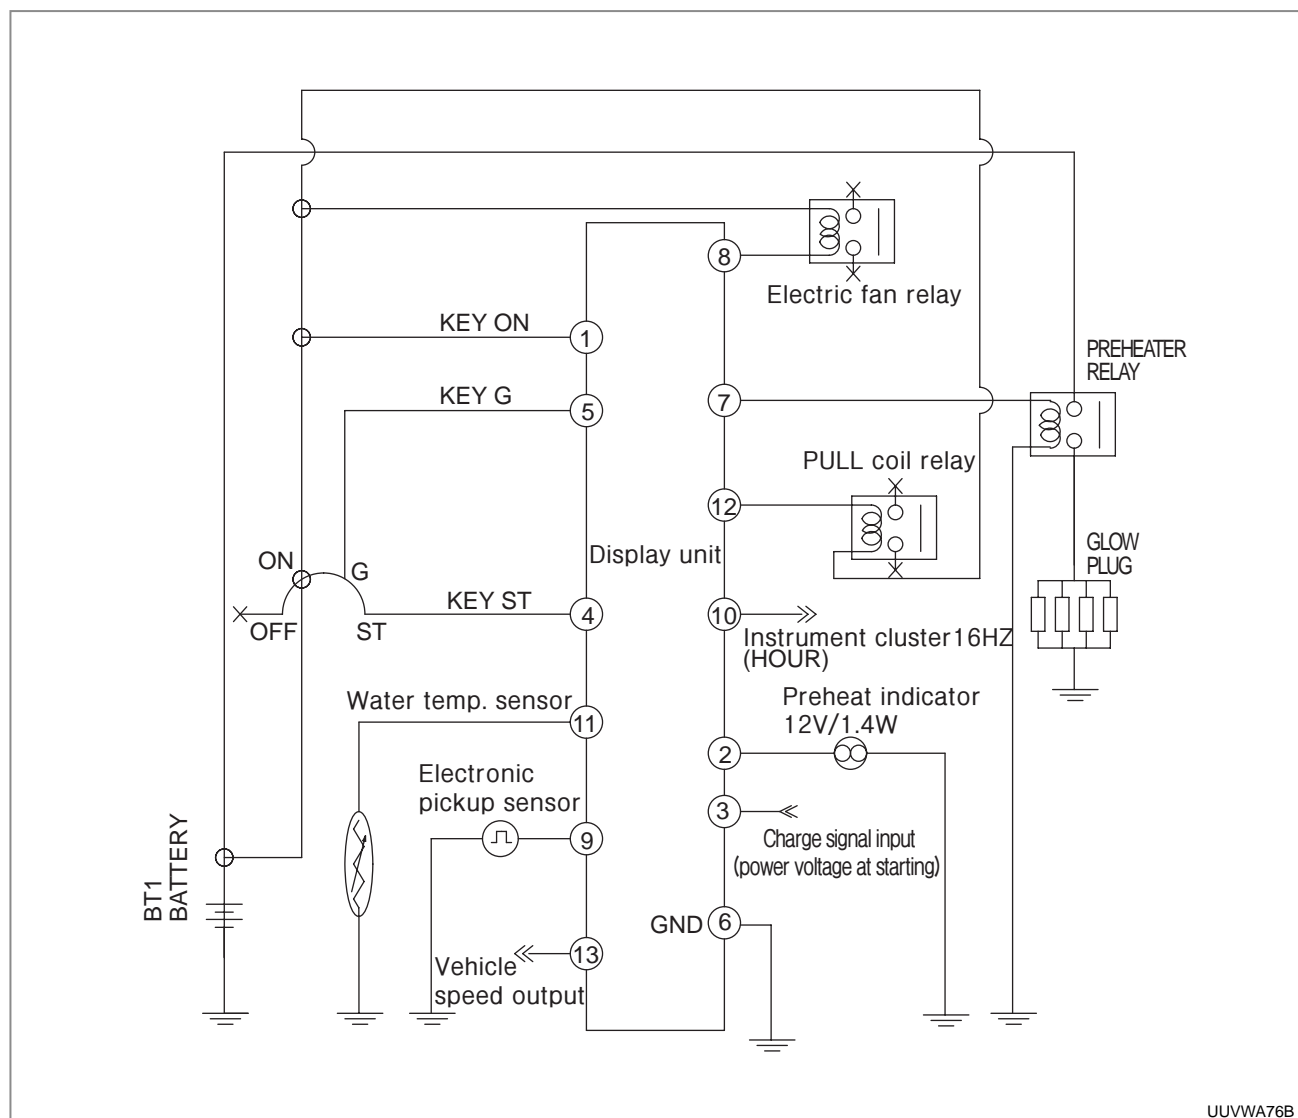 8
Electric fan relay
KEY ON
1
PREHEATER
RELAY
KEY G
5
7
PULL coil relay
12
ON
G
Display unit
GLOW
PLUG
KEY ST
4
10
OFF
ST
Instrument cluster16HZ
(HOUR)
Water temp. sensor
11
Preheat indicator
12V/1.4W
2
Electronic
pickup sensor
9
3
Charge signal input
(power voltage at starting)
BT1
BATTERY
GND
6
13
Vehicle
speed output
UUVWA76B